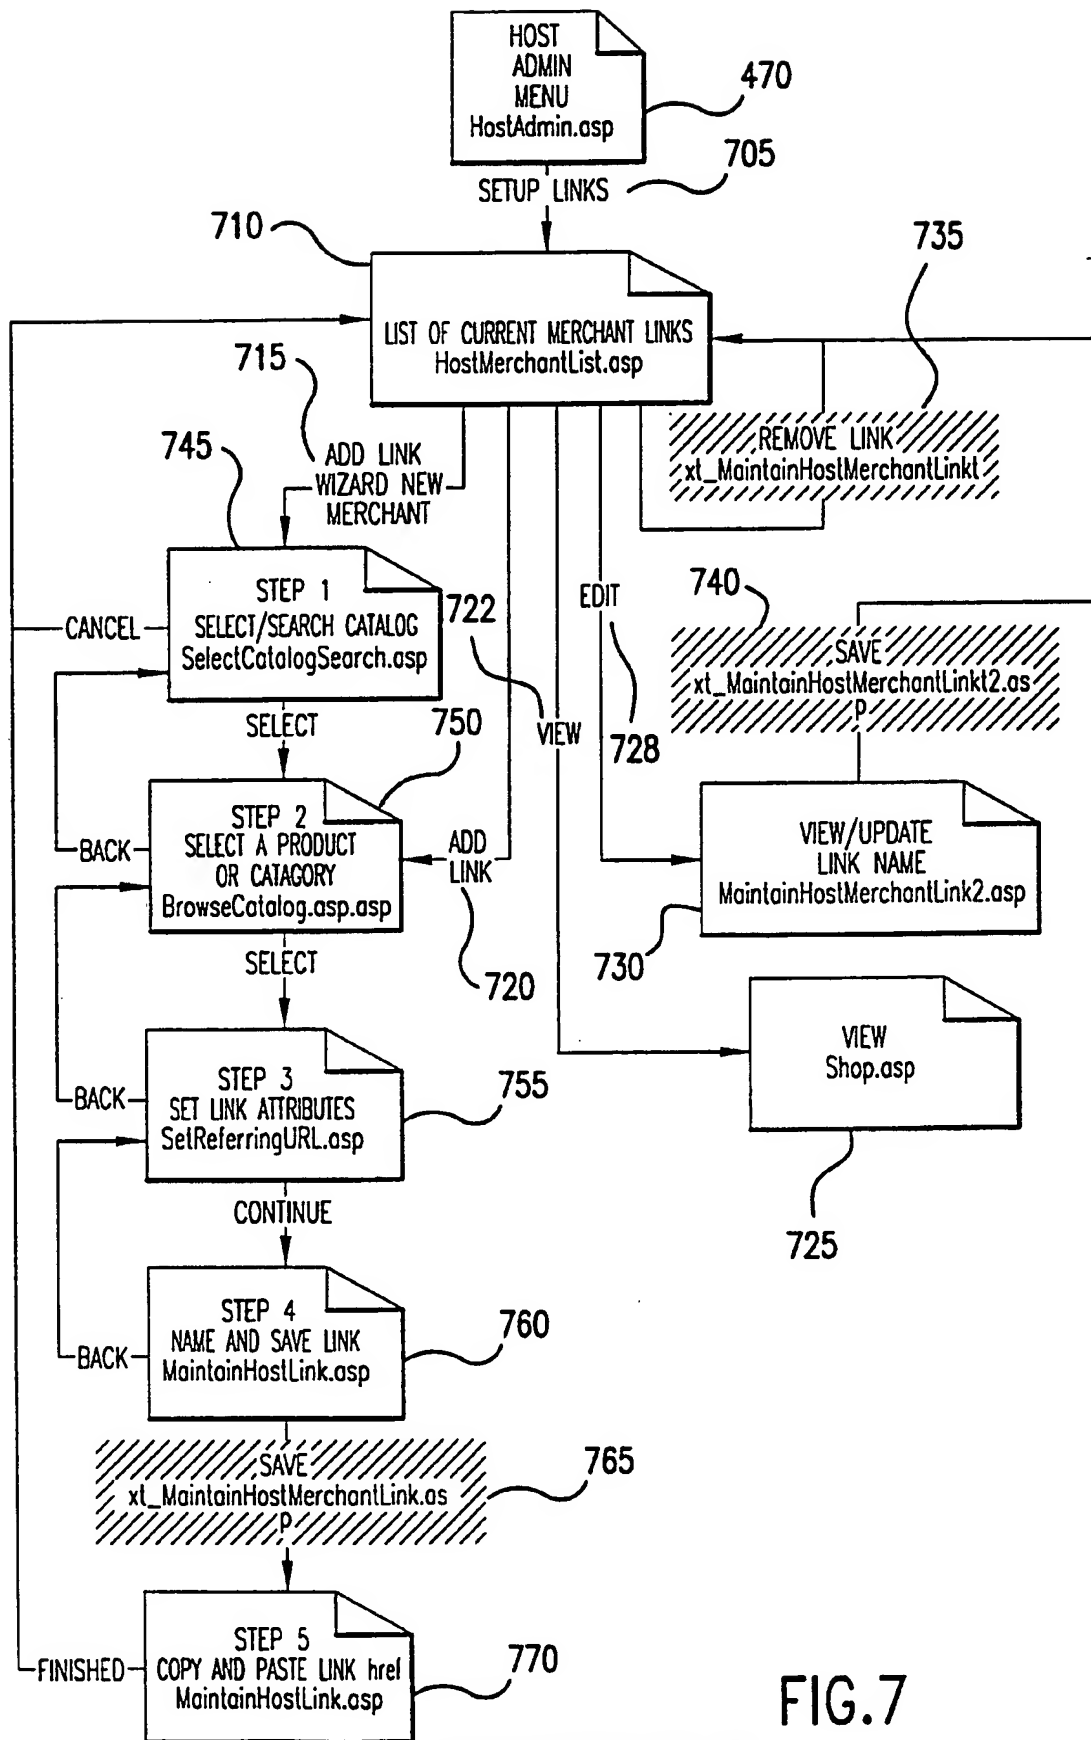 HOST
ADMIN
MENU
HostAdmin.asp
470
SETUP LINKS
705
710
735
LIST OF CURRENT MERCHANT LINKS
HostMerchantList.asp
715
745
ADD LINK
WIZARD NEW
MERCHANT
REMOVE LINK
xt_MaintainHostMerchantLinkt
STEP 1
SELECT/SEARCH CATALOG
SelectCatalogSearch.asp
CANCEL
722
EDIT
740
SAVE
xt_MaintainHostMerchantLinkt2.as
p
SELECT
750
VIEW
728
STEP 2
SELECT A PRODUCT
OR CATAGORY
BrowseCatalog.asp.asp
BACK
ADD
LINK
VIEW/UPDATE
LINK NAME
MaintainHostMerchantLink2.asp
SELECT
720
730
STEP 3
SET LINK ATTRIBUTES
SetReferringURL.asp
BACK
755
VIEW
Shop.asp
CONTINUE
725
STEP 4
NAME AND SAVE LINK
MaintainHostLink.asp
BACK
760
SAVE
xt_MaintainHostMerchantLink.as
p
765
STEP 5
COPY AND PASTE LINK href
MaintainHostLink.asp
FINISHED
770
FIG.7